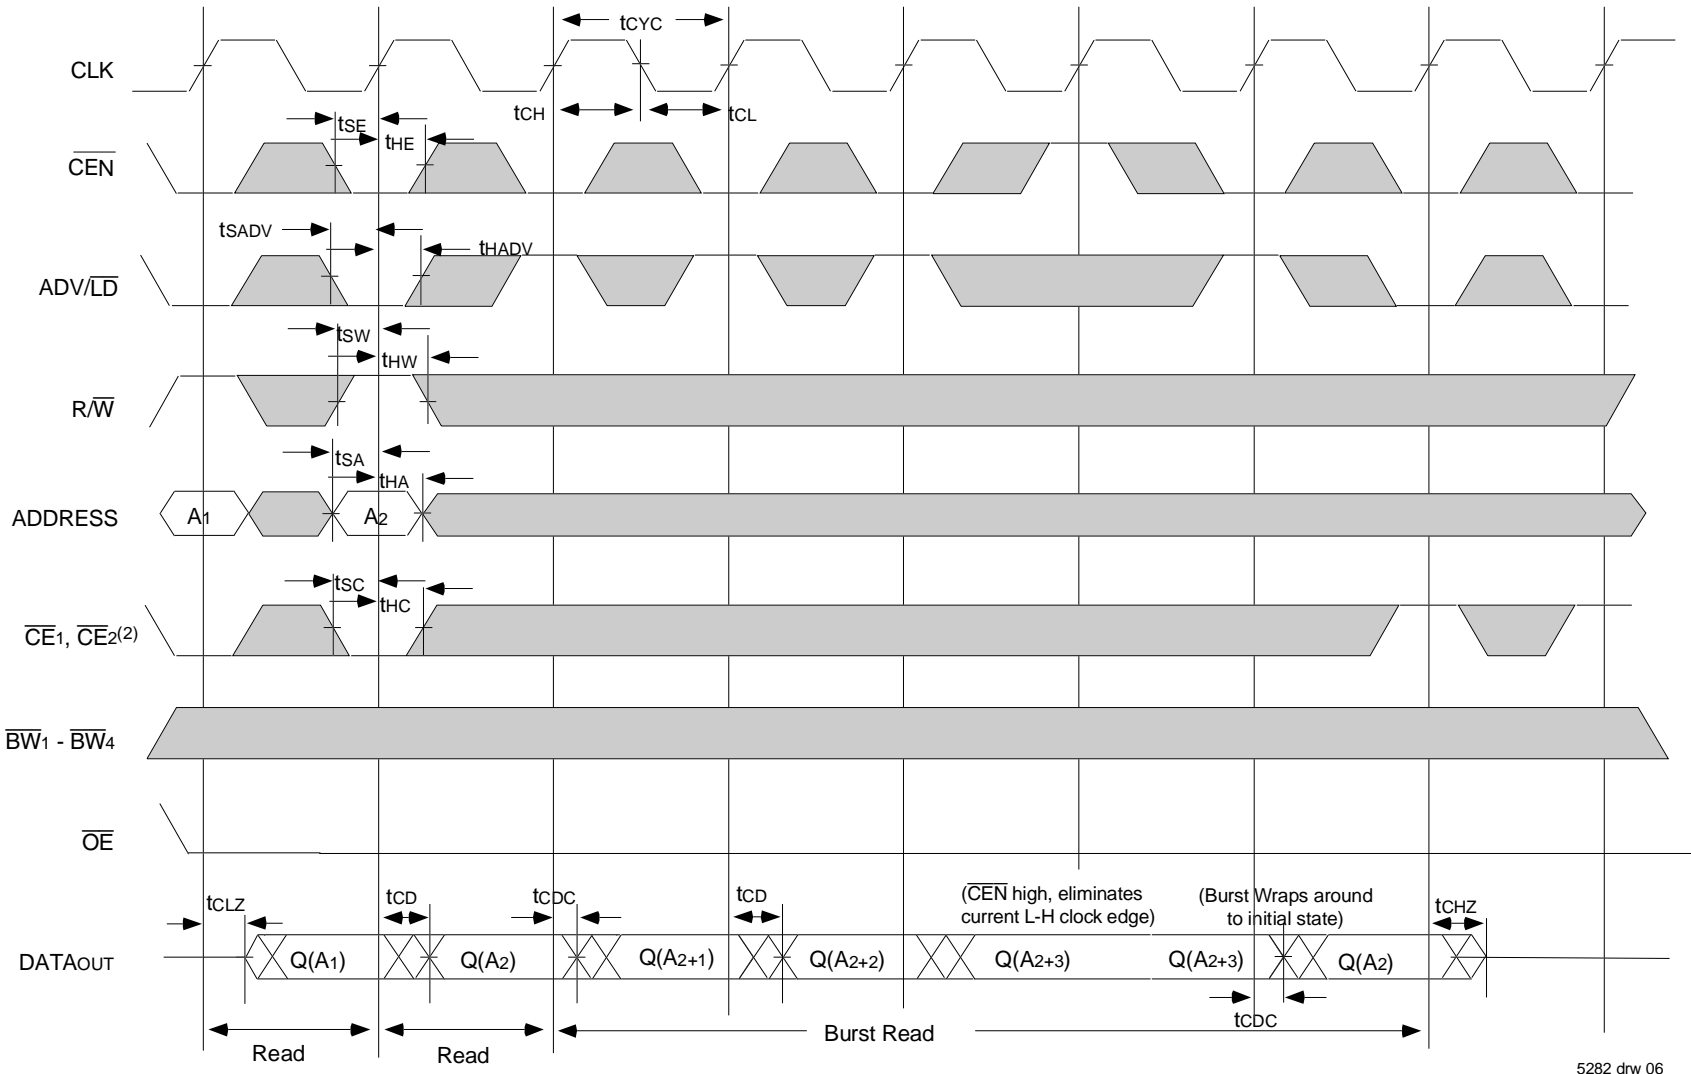 tCYC
CLK
tCH
tCL
tSE
tHE
CEN
tSADV
tHADV
ADV/LD
tSW
tHW
R/W
tSA
tHA
ADDRESS
A1
A2
tSC
tHC
CE1, CE2(2)
BW1 - BW4
OE
tCLZ
tCD
tCDC
tCD
(CEN high, eliminates
current L-H clock edge)
(Burst Wraps around
to initial state)
tCHZ
DATAOUT
Q(A1)
Q(A2)
Q(A2+1)
Q(A2+2)
Q(A2+3)
Q(A2+3)
Q(A2)
tCDC
Read
Read
Burst Read
5282 drw 06